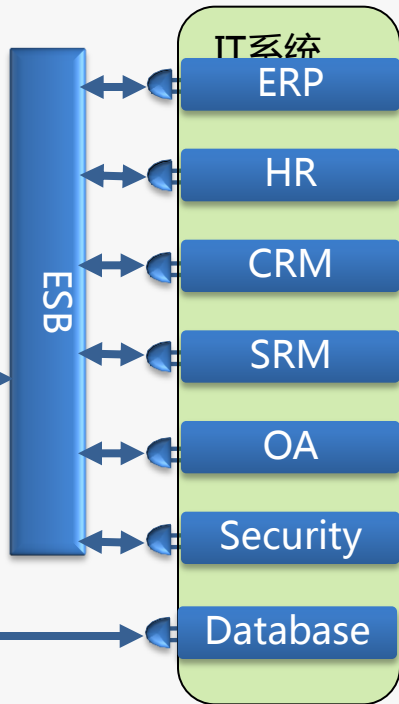 IT系统
ERP
HR
CRM
ESB
SRM
OA
Security
Database